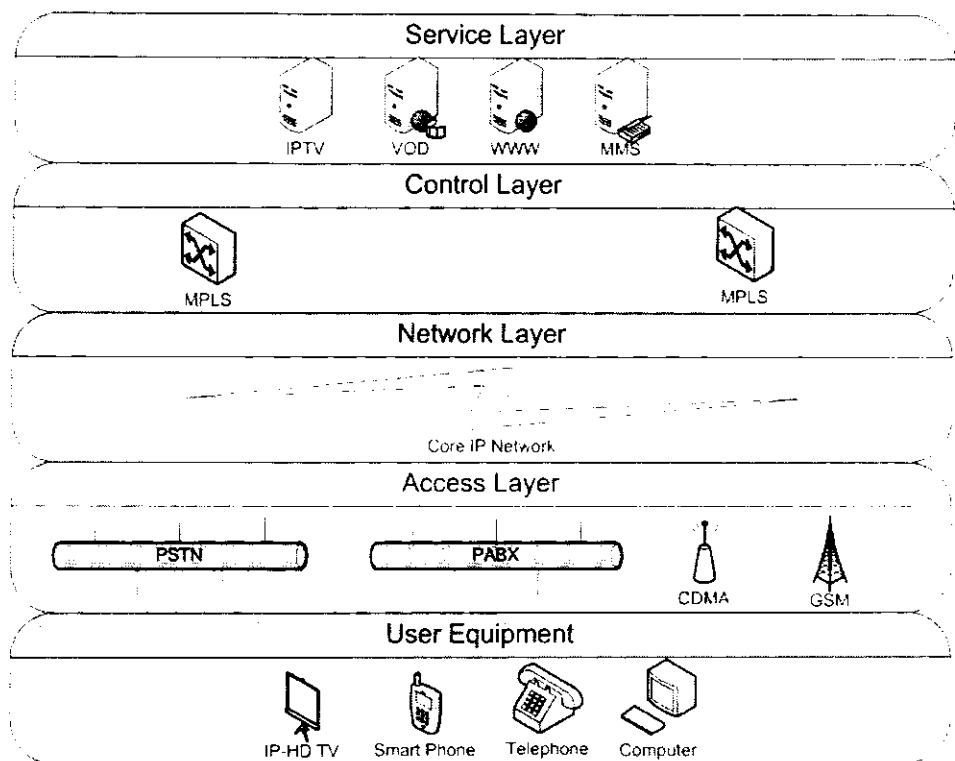 Service Layer
IPTV VOD WWW MMS
Control Layer
MPLS MPLS
Network Layer
Core IP Network
Access Layer
PSTN PABX
CDMA GSM
User Equipment
IP-HD TV Smart Phone Telephone Computer